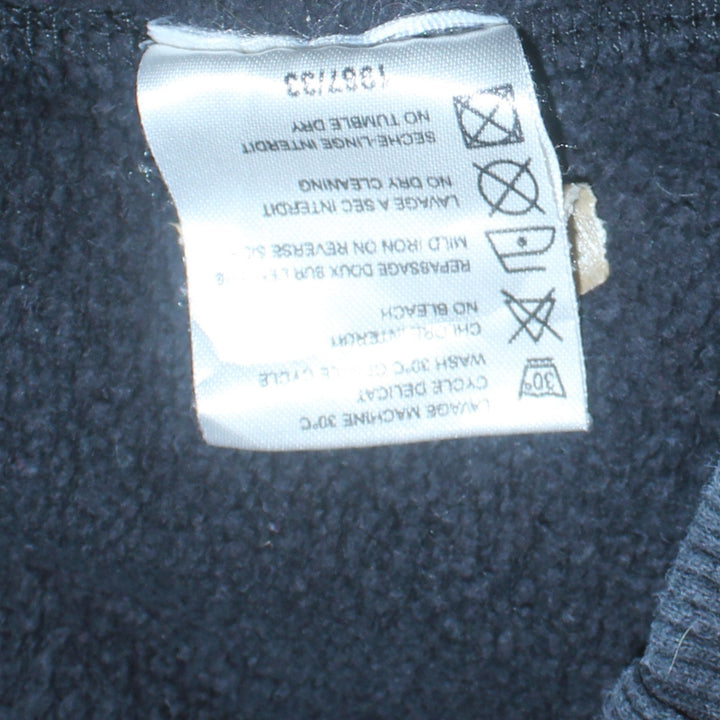 LAVAGE MACHINE 30°C
CYCLE DELICAT
WASH 30°C CYCLE
CHLORE INTERDIT
NO BLEACH
REPASSAGE DOUX SUR
MILD IRON ON REVERSE
LAVAGE A SEC INTERDIT
NO DRY CLEANING
SECHE-LINGE INTERDIT
NO TUMBLE DRY
1967/33
30°